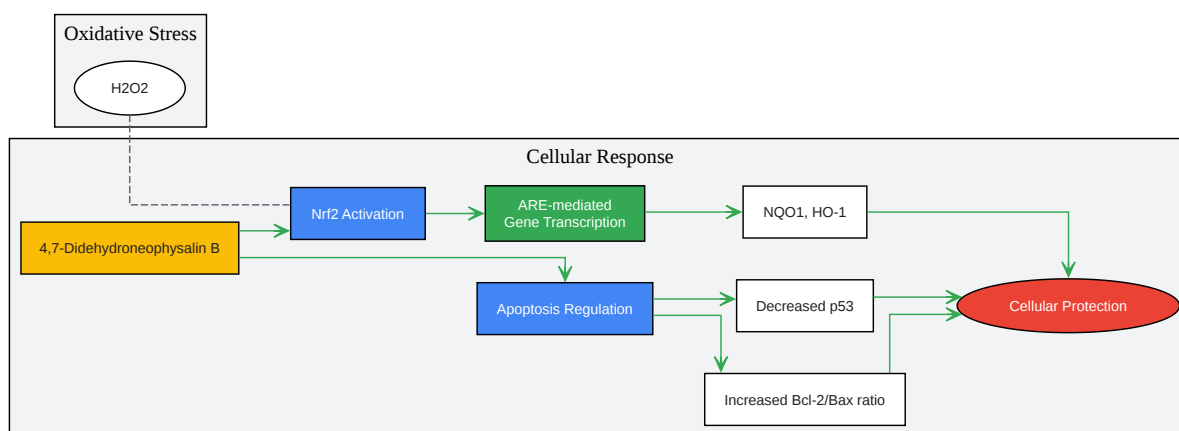 Oxidative Stress
H2O2
Cellular Response
Nrf2 Activation
ARE-mediated
Gene Transcription
NQO1, HO-1
4,7-Didehydroneophysalin B
Apoptosis Regulation
Decreased p53
Cellular Protection
Increased Bcl-2/Bax ratio